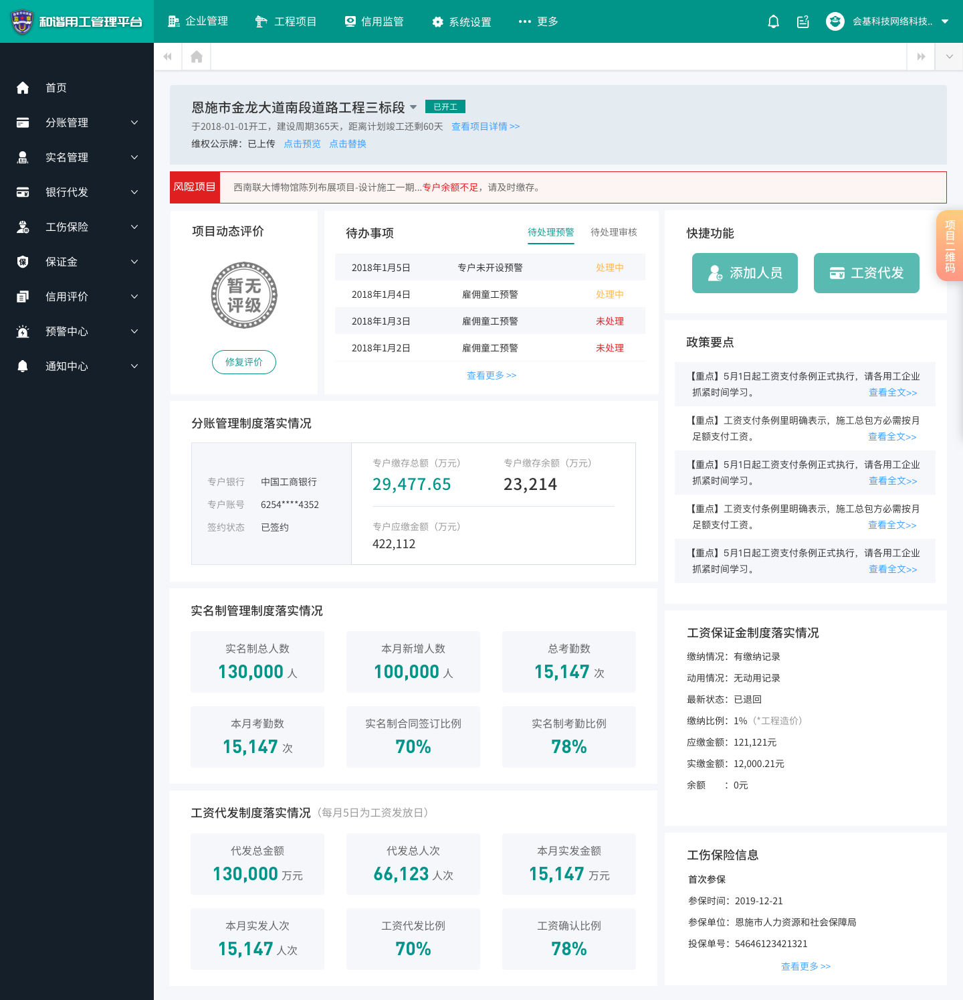 和谐用工管理平台
企业管理
工程项目
信用监管
系统设置
更多
会基科技网络科技..
首页
分账管理
实名管理
银行代发
工伤保险
保证金
信用评价
预警中心
通知中心
恩施市金龙大道南段道路工程三标段
已开工
于2018-01-01开工，建设周期365天，距离计划竣工还剩60天 查看项目详情 >>
维权公示牌：已上传 点击预览 点击替换
风险项目
西南联大博物馆陈列布展项目-设计施工一期...专户余额不足，请及时缴存。
项目动态评价
暂无
评级
修复评价
待办事项
待处理预警
待处理审核
2018年1月5日 专户未开设预警 处理中
2018年1月4日 雇佣童工预警 处理中
2018年1月3日 雇佣童工预警 未处理
2018年1月2日 雇佣童工预警 未处理
查看更多 >>
快捷功能
添加人员
工资代发
项目二维码
政策要点
【重点】5月1日起工资支付条例正式执行，请各用工企业
抓紧时间学习。 查看全文>>
【重点】工资支付条例里明确表示，施工总包方必需按月
足额支付工资。 查看全文>>
【重点】5月1日起工资支付条例正式执行，请各用工企业
抓紧时间学习。 查看全文>>
【重点】工资支付条例里明确表示，施工总包方必需按月
足额支付工资。 查看全文>>
【重点】5月1日起工资支付条例正式执行，请各用工企业
抓紧时间学习。 查看全文>>
分账管理制度落实情况
专户银行 中国工商银行
专户账号 6254****4352
签约状态 已签约
专户缴存总额（万元）
29,477.65
专户缴存余额（万元）
23,214
专户应缴金额（万元）
422,112
实名制管理制度落实情况
实名制总人数
130,000 人
本月新增人数
100,000 人
总考勤数
15,147 次
本月考勤数
15,147 次
实名制合同签订比例
70%
实名制考勤比例
78%
工资代发制度落实情况（每月5日为工资发放日）
代发总金额
130,000 万元
代发总人次
66,123 人次
本月实发金额
15,147 万元
本月实发人次
15,147 人次
工资代发比例
70%
工资确认比例
78%
工资保证金制度落实情况
缴纳情况：有缴纳记录
动用情况：无动用记录
最新状态：已退回
缴纳比例：1%（*工程造价）
应缴金额：121,121元
实缴金额：12,000.21元
余额 ：0元
工伤保险信息
首次参保
参保时间：2019-12-21
参保单位：恩施市人力资源和社会保障局
投保单号：54646123421321
查看更多 >>